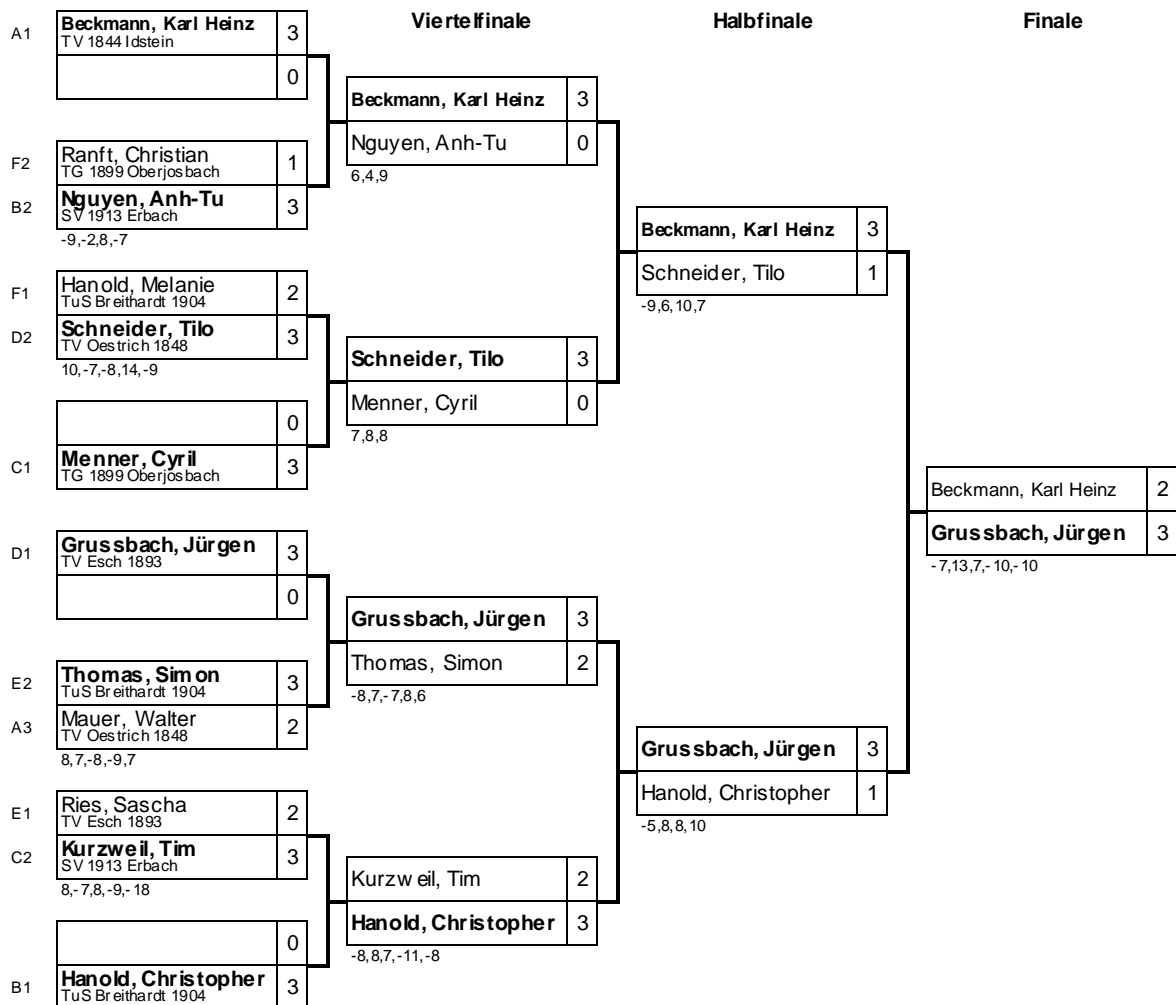 Viertelfinale Halbfinale Finale
A1 Beckmann, Karl Heinz 3
TV 1844 Idstein
0
F2 Ranft, Christian 1
TG 1899 Oberjosbach
B2 Nguyen, Anh-Tu 3
SV 1913 Erbach
-9,-2,8,-7
F1 Hanold, Melanie 2
TuS Breithardt 1904
D2 Schneider, Tilo 3
TV Oestrich 1848
10,-7,-8,14,-9
0
C1 Menner, Cyril 3
TG 1899 Oberjosbach
D1 Grussbach, Jürgen 3
TV Esch 1893
0
E2 Thomas, Simon 3
TuS Breithardt 1904
A3 Mauer, Walter 2
TV Oestrich 1848
8,7,-8,-9,7
E1 Ries, Sascha 2
TV Esch 1893
C2 Kurzweil, Tim 3
SV 1913 Erbach
8,-7,8,-9,-18
0
B1 Hanold, Christopher 3
TuS Breithardt 1904
Beckmann, Karl Heinz 3
Nguyen, Anh-Tu 0
6,4,9
Schneider, Tilo 3
Menner, Cyril 0
7,8,8
Grussbach, Jürgen 3
Thomas, Simon 2
-8,7,-7,8,6
Kurzweil, Tim 2
Hanold, Christopher 3
-8,8,7,-11,-8
Beckmann, Karl Heinz 3
Schneider, Tilo 1
-9,6,10,7
Grussbach, Jürgen 3
Hanold, Christopher 1
-5,8,8,10
Beckmann, Karl Heinz 2
Grussbach, Jürgen 3
-7,13,7,-10,-10